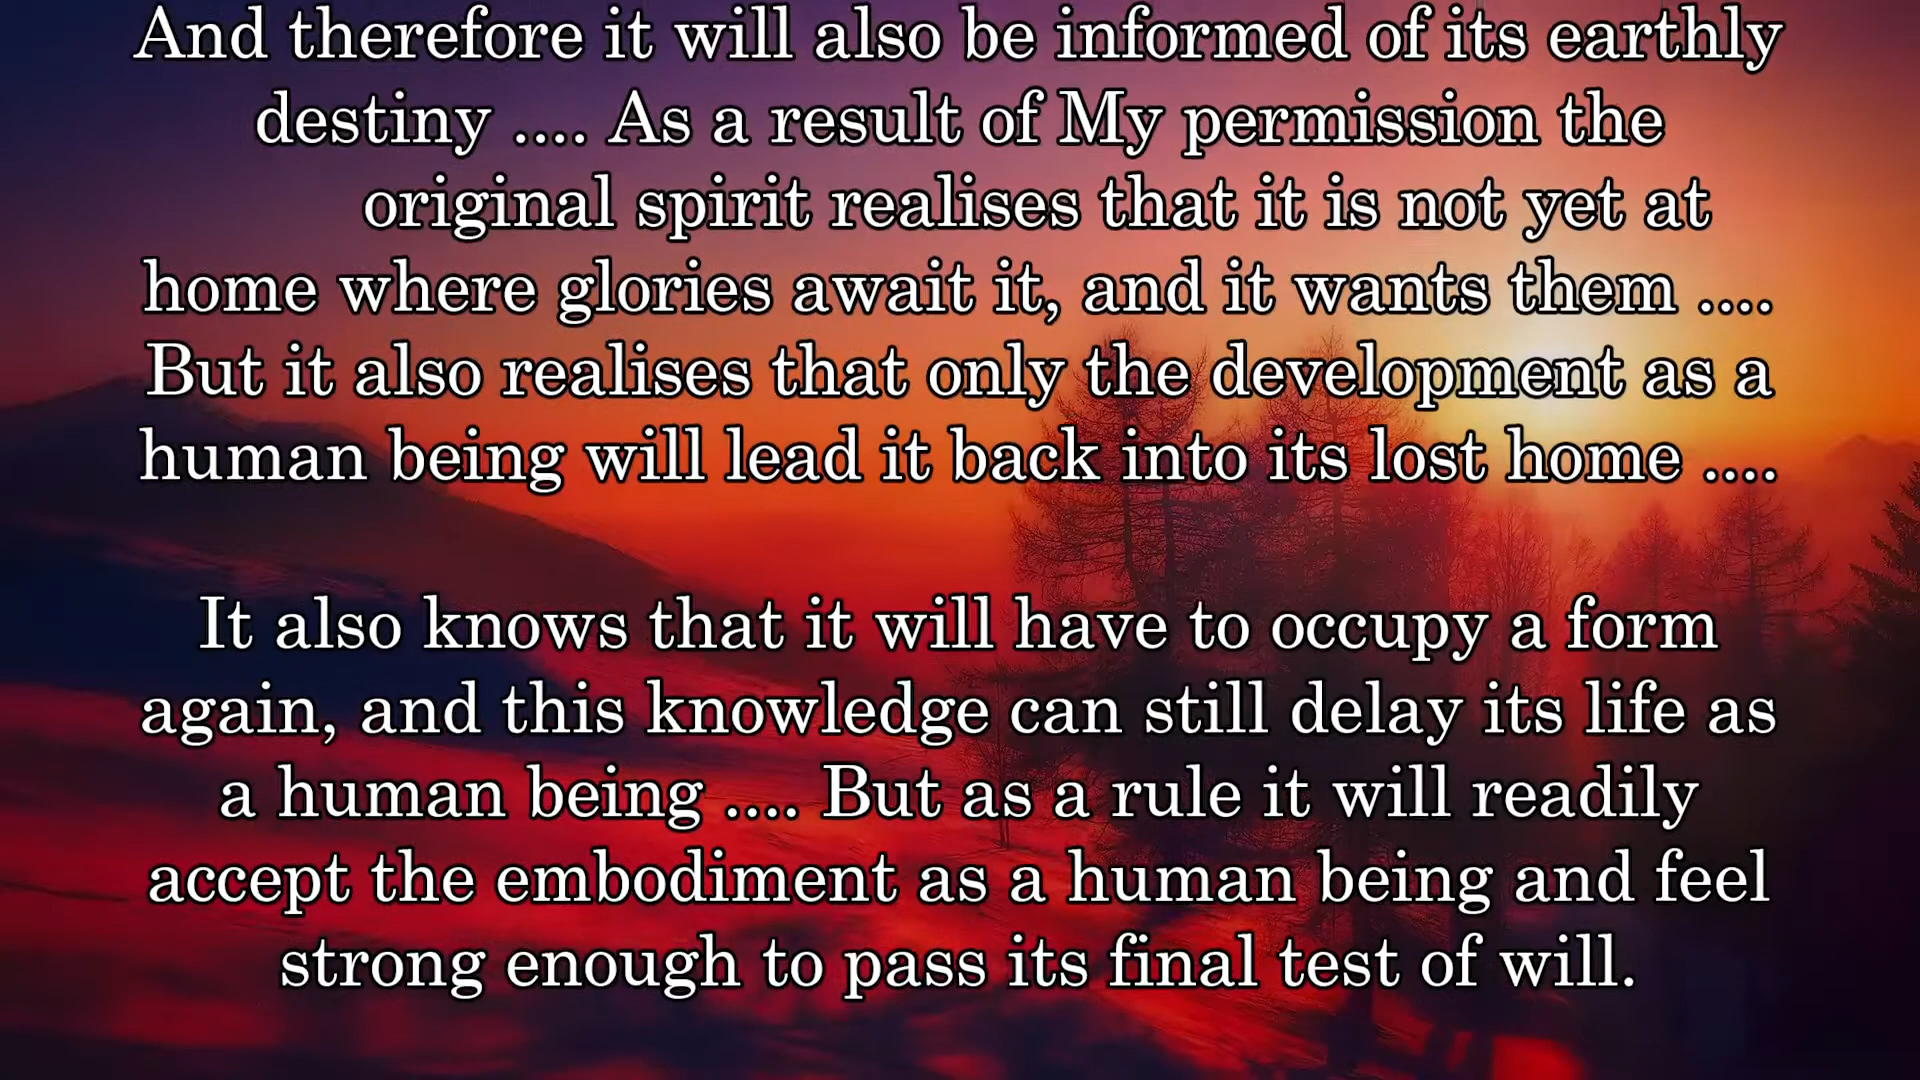 And therefore it will also be informed of its earthly
destiny .... As a result of My permission the
original spirit realises that it is not yet at
home where glories await it, and it wants them ....
But it also realises that only the development as a
human being will lead it back into its lost home ....
It also knows that it will have to occupy a form
again, and this knowledge can still delay its life as
a human being .... But as a rule it will readily
accept the embodiment as a human being and feel
strong enough to pass its final test of will.